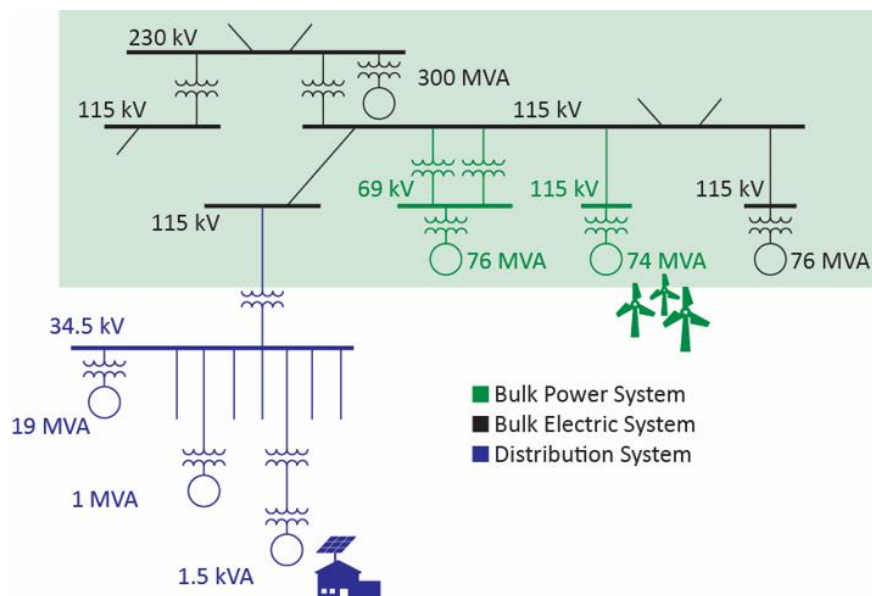 230 kV
300 MVA
115 kV
115 kV
69 kV
115 kV
115 kV
115 kV
76 MVA
74 MVA
76 MVA
34.5 kV
19 MVA
1 MVA
1.5 kVA
Bulk Power System
Bulk Electric System
Distribution System